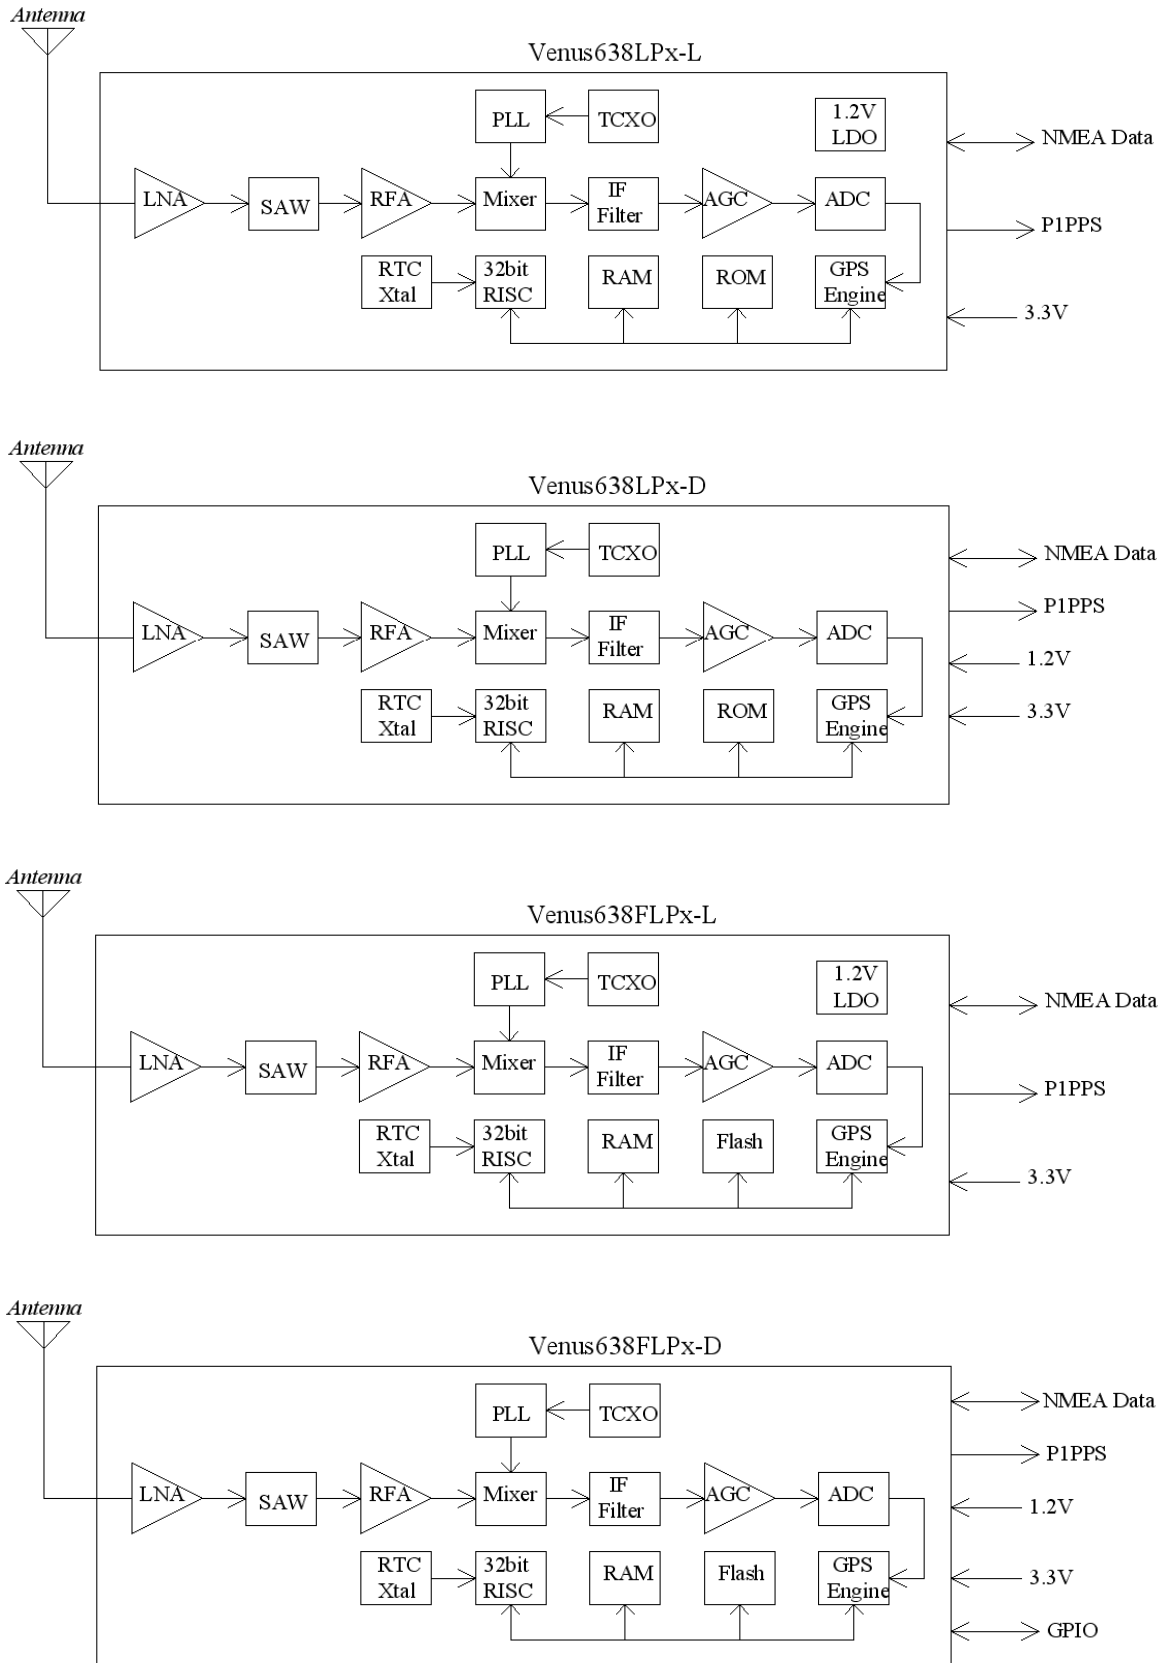 Antenna
Venus638LPx-L
PLL
TCXO
1.2V
LDO
NMEA Data
LNA
SAW
RFA
Mixer
IF
Filter
AGC
ADC
P1PPS
RTC
Xtal
32bit
RISC
RAM
ROM
GPS
Engine
3.3V
Antenna
Venus638LPx-D
PLL
TCXO
NMEA Data
P1PPS
LNA
SAW
RFA
Mixer
IF
Filter
AGC
ADC
1.2V
RTC
Xtal
32bit
RISC
RAM
ROM
GPS
Engine
3.3V
Antenna
Venus638FLPx-L
PLL
TCXO
1.2V
LDO
NMEA Data
LNA
SAW
RFA
Mixer
IF
Filter
AGC
ADC
P1PPS
RTC
Xtal
32bit
RISC
RAM
Flash
GPS
Engine
3.3V
Antenna
Venus638FLPx-D
PLL
TCXO
NMEA Data
P1PPS
LNA
SAW
RFA
Mixer
IF
Filter
AGC
ADC
1.2V
RTC
Xtal
32bit
RISC
RAM
Flash
GPS
Engine
3.3V
GPIO